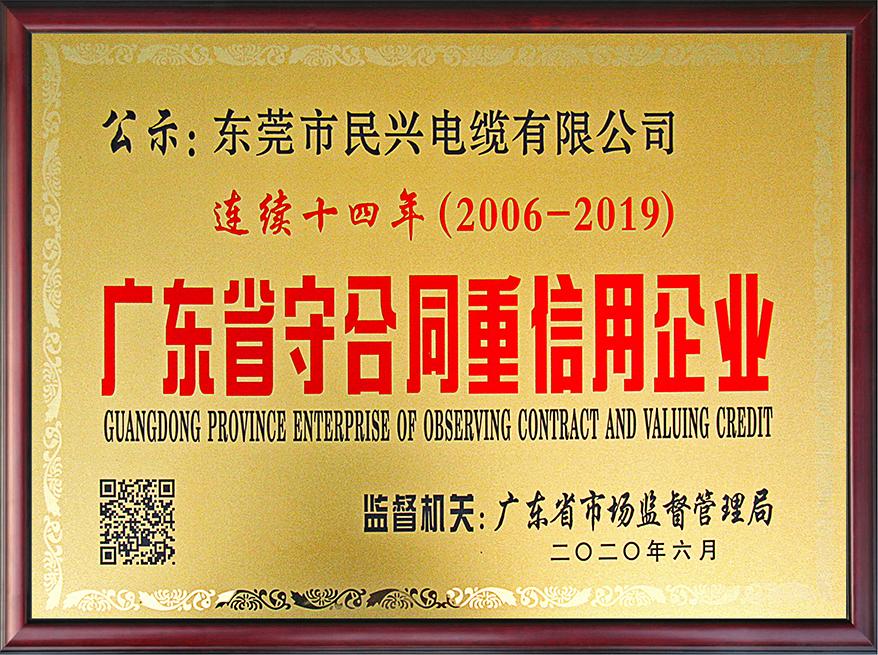 公示：东莞市民兴电缆有限公司
连续十四年(2006-2019)
广东省守合同重信用企业
GUANGDONG PROVINCE ENTERPRISE OF OBSERVING CONTRACT AND VALUING CREDIT
监督机关：广东省市场监督管理局
二〇二〇年六月